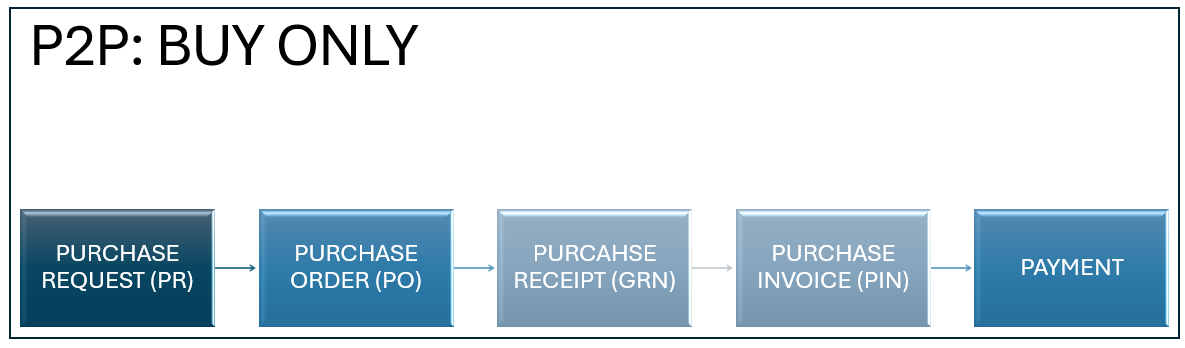 P2P: BUY ONLY
PURCHASE
REQUEST (PR)
PURCHASE
ORDER (PO)
PURCAHSE
RECEIPT (GRN)
PURCHASE
INVOICE (PIN)
PAYMENT